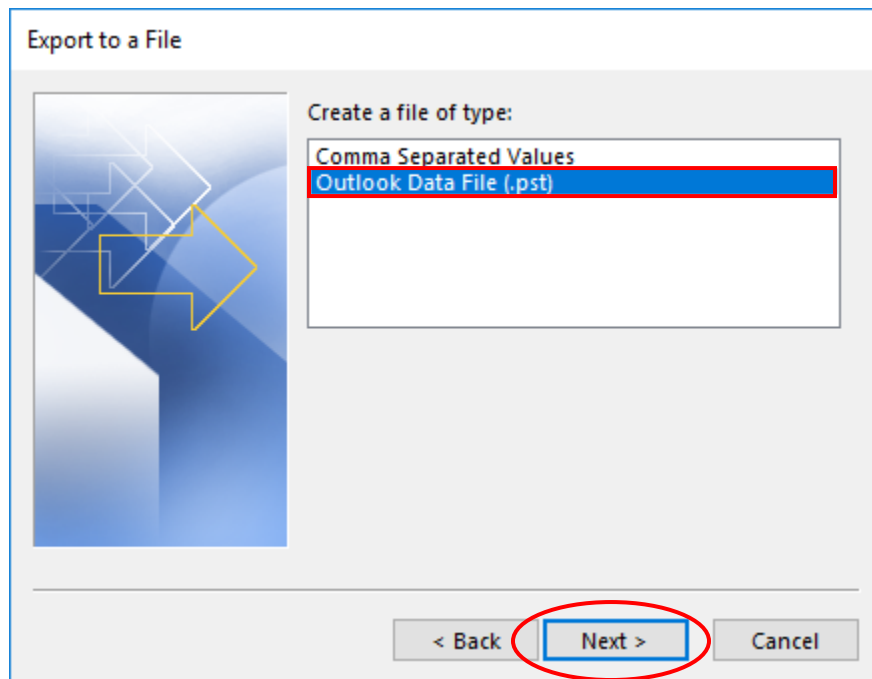 Export to a File
Create a file of type:
Comma Separated Values
Outlook Data File (.pst)
< Back
Next >
Cancel